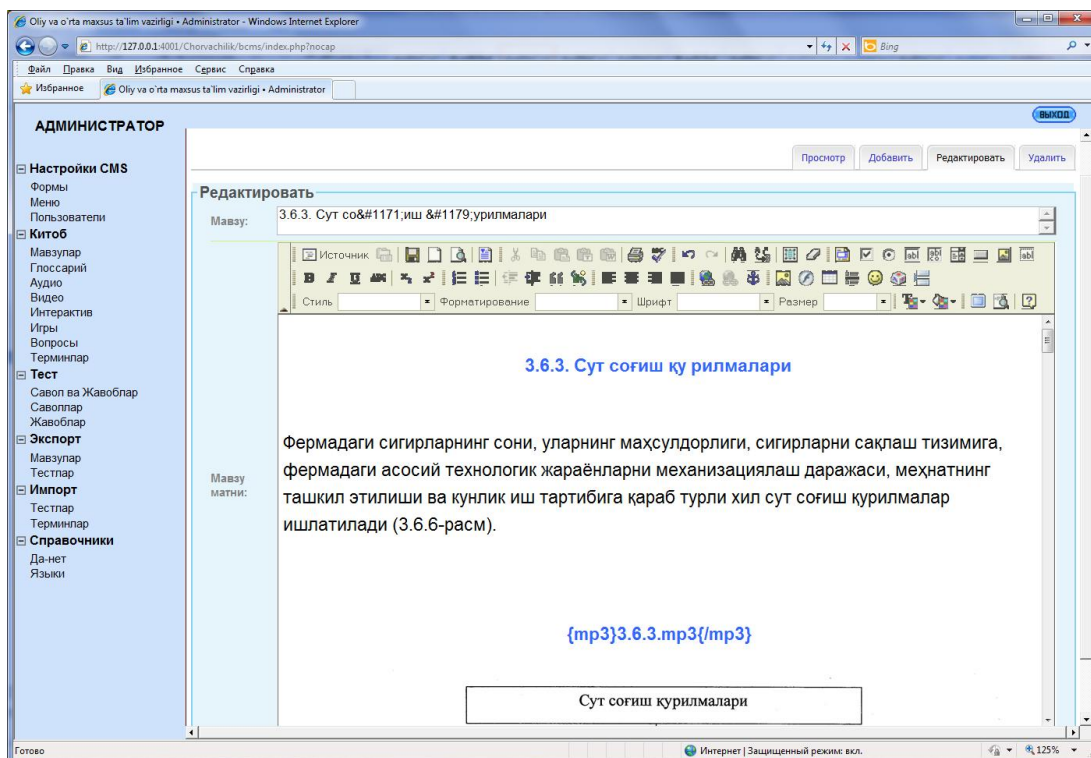 Oliy va o`rta maxsus ta`lim vazirligi • Administrator - Windows Internet Explorer
http://127.0.0.1:4001/Chorvachilik/bcms/index.php?nocap
Bing
Файл Правка Вид Избранное Сервис Справка
Избранное Oliy va o`rta maxsus ta`lim vazirligi • Administrator
ВЫХОД
АДМИНИСТРАТОР
Просмотр Добавить Редактировать Удалить
Настройки CMS
Формы
Меню
Пользователи
Китоб
Мавзулар
Глоссарий
Аудио
Видео
Интерактив
Игры
Вопросы
Терминлар
Тест
Савол ва Жавоблар
Саволлар
Жавоблар
Экспорт
Мавзулар
Тестлар
Импорт
Тестлар
Терминлар
Справочники
Да-нет
Языки
Редактировать
Мавзу: 3.6.3. Сут со&#1171;иш &#1179;урилмалари
Источник
Стиль Форматирование Шрифт Размер
Мавзу матни:
3.6.3. Сут соғиш қу рилмалари
Фермадаги сигирларнинг сони, уларнинг маҳсулдорлиги, сигирларни сақлаш тизимига,
фермадаги асосий технологик жараёнларни механизациялаш даражаси, меҳнатнинг
ташкил этилиши ва кунлик иш тартибига қараб турли хил сут соғиш қурилмалар
ишлатилади (3.6.6-расм).
{mp3}3.6.3.mp3{/mp3}
Сут соғиш қурилмалари
Готово
Интернет | Защищенный режим: вкл.
125%